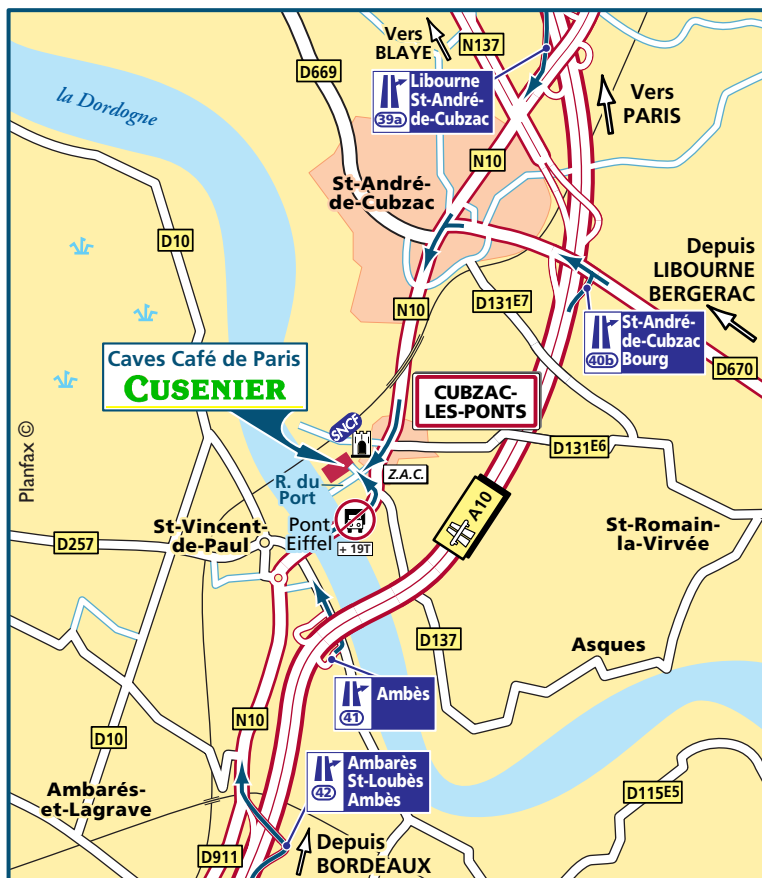 Vers
BLAYE
N137
D669
Libourne
St-André-
de-Cubzac
39a
Vers
PARIS
la Dordogne
N10
St-André-
de-Cubzac
D10
Depuis
LIBOURNE
BERGERAC
N10
D131E7
St-André-
de-Cubzac
Bourg
40b
D670
Caves Café de Paris
CUSENIER
CUBZAC-
LES-PONTS
SNCF
D131E6
Planfax ©
Z.A.C.
R. du
Port
A10
St-Vincent-
de-Paul
Pont
Eiffel
+ 19T
St-Romain-
la-Virvée
D257
D137
Asques
Ambès
41
N10
D10
Ambarès
St-Loubès
Ambès
42
Ambarés-
et-Lagrave
D115E5
D911
Depuis
BORDEAUX